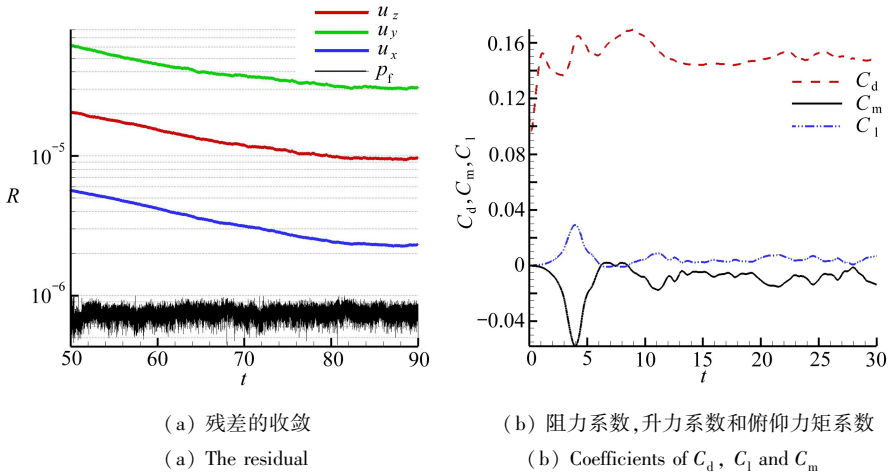 u_z
u_y
u_x
p_f
R
10^-5
10^-6
50 60 70 80 90
t
(a) 残差的收敛
(a) The residual
C_d, C_m, C_l
0.16
0.12
0.08
0.04
0
-0.04
C_d
C_m
C_l
0 5 10 15 20 25 30
t
(b) 阻力系数,升力系数和俯仰力矩系数
(b) Coefficients of C_d, C_l and C_m